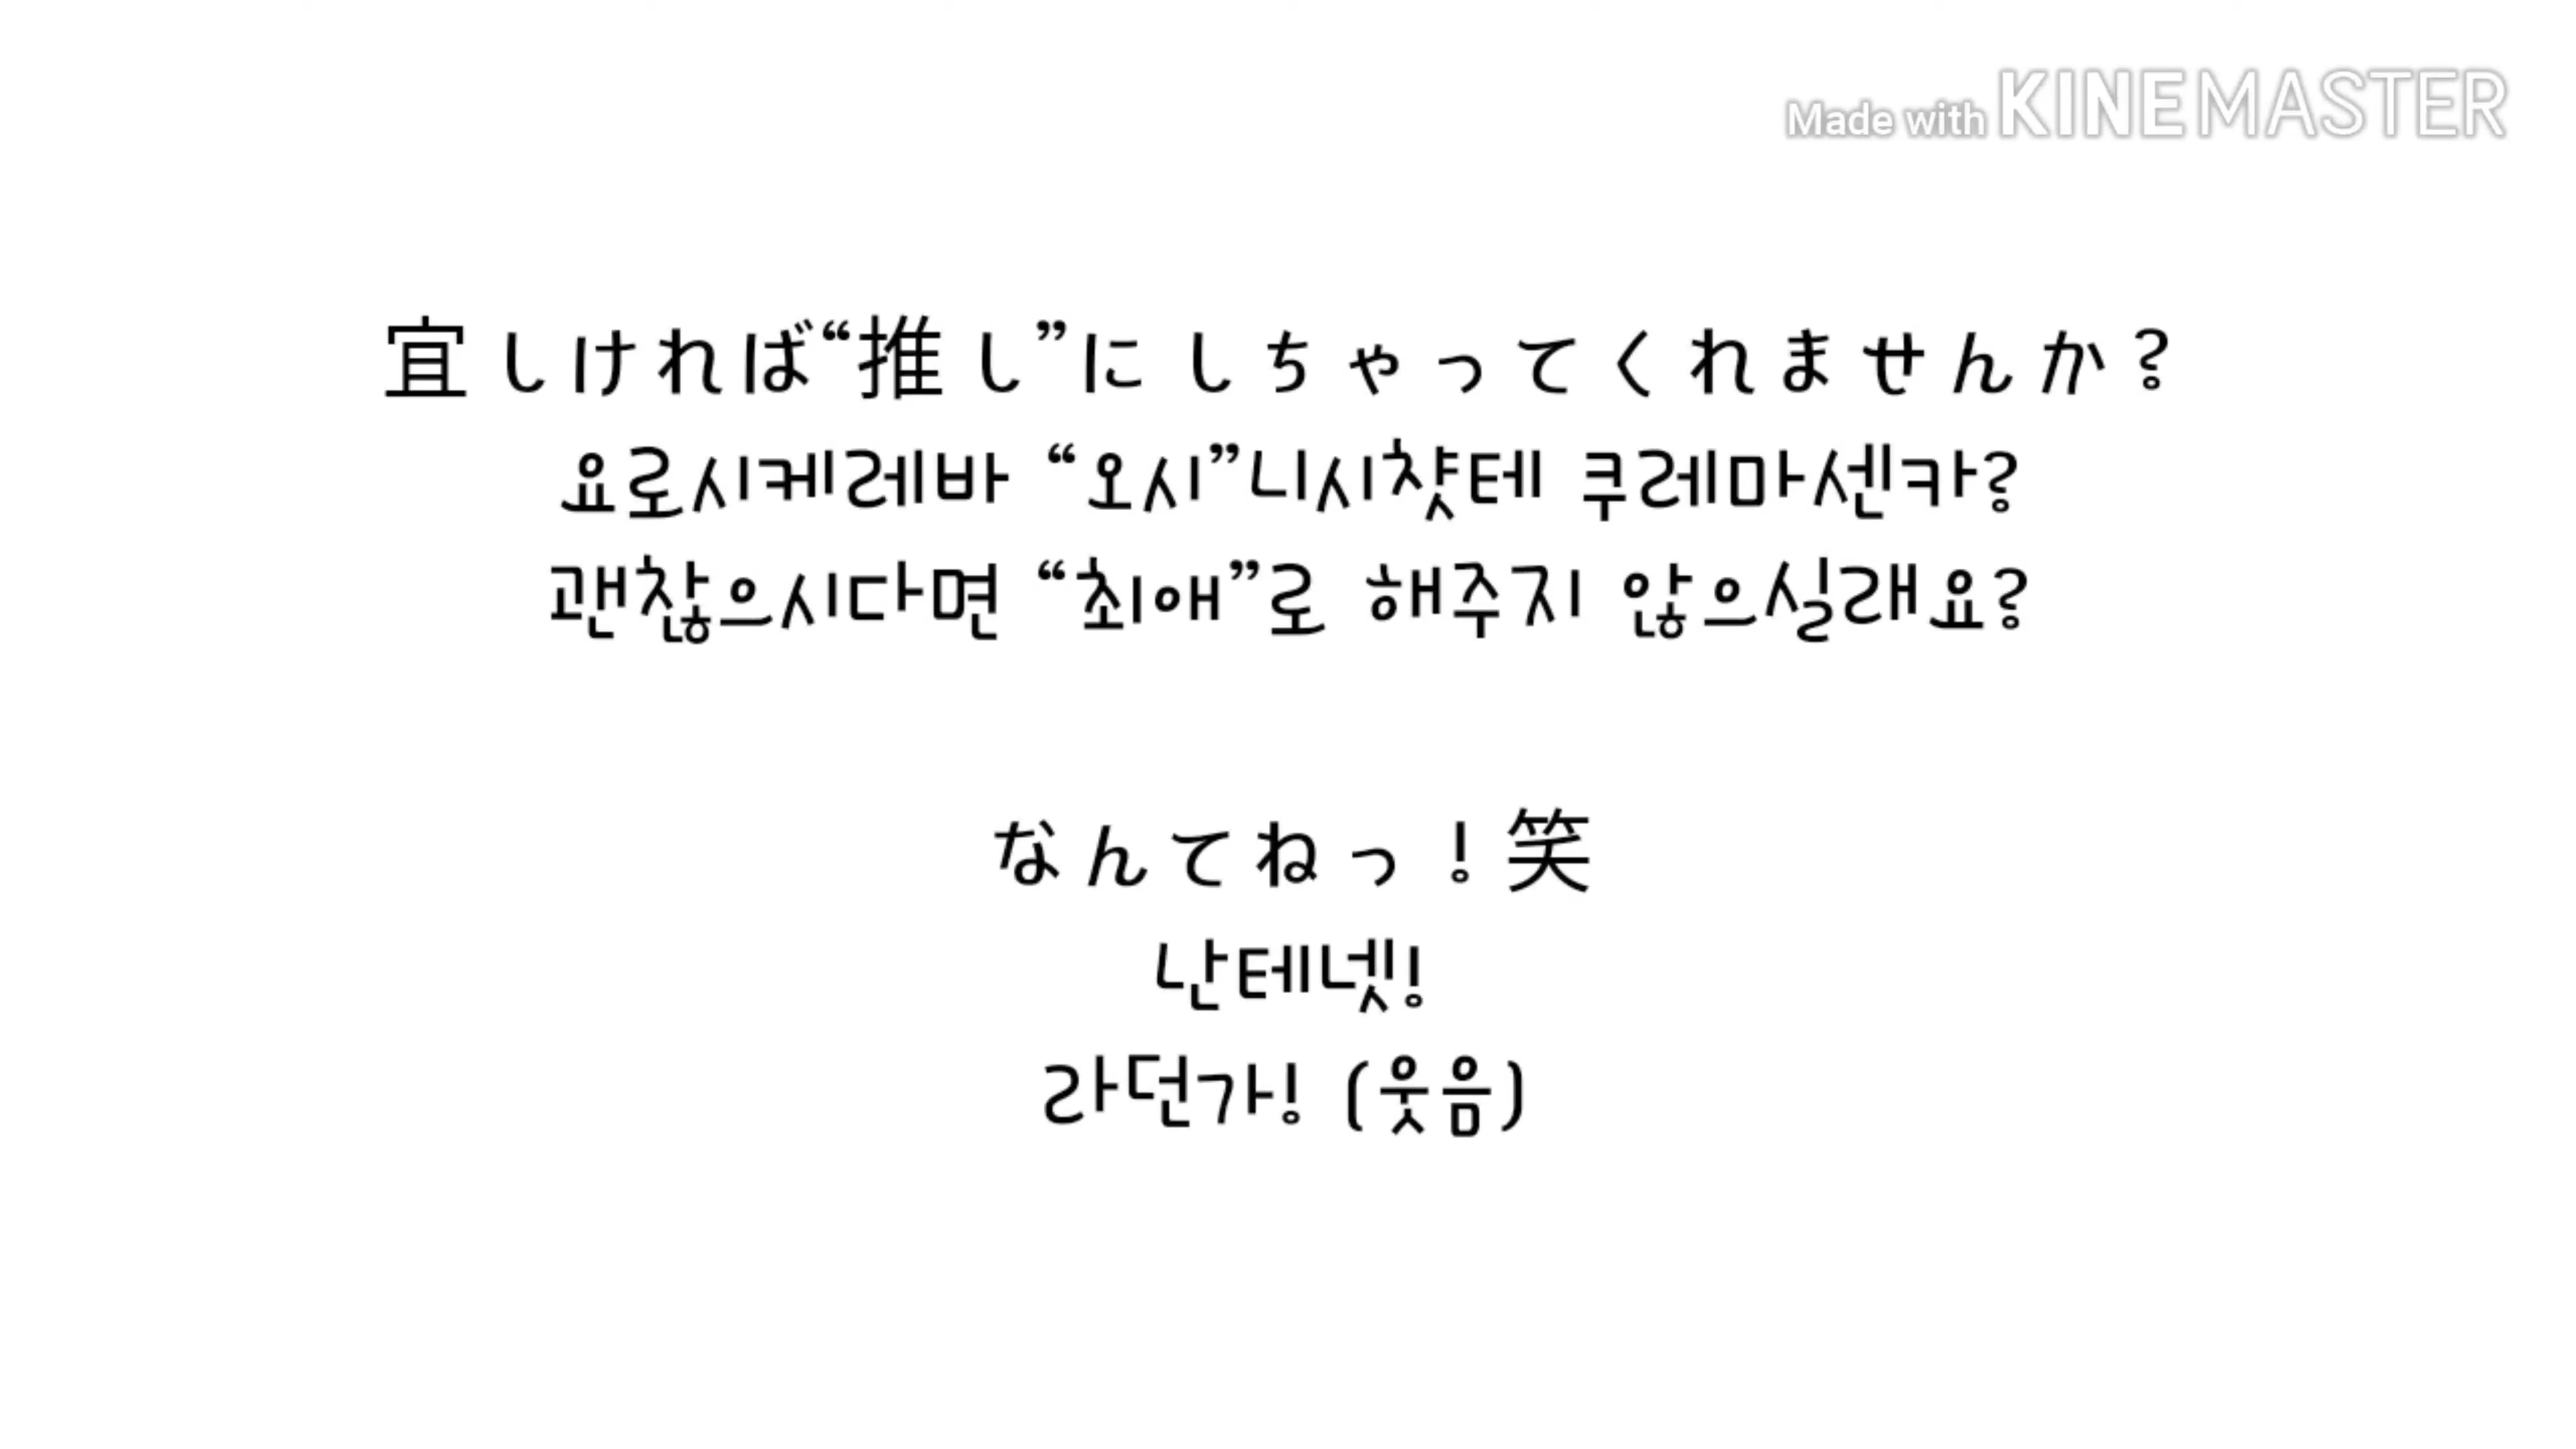 Made with KINEMASTER
宜しければ“推し”にしちゃってくれませんか?
요로시케레바 “오시”니시챳테 쿠레마센카?
괜찮으시다면 “최애”로 해주지 않으실래요?
なんてねっ!笑
난테넷!
라던가! (웃음)